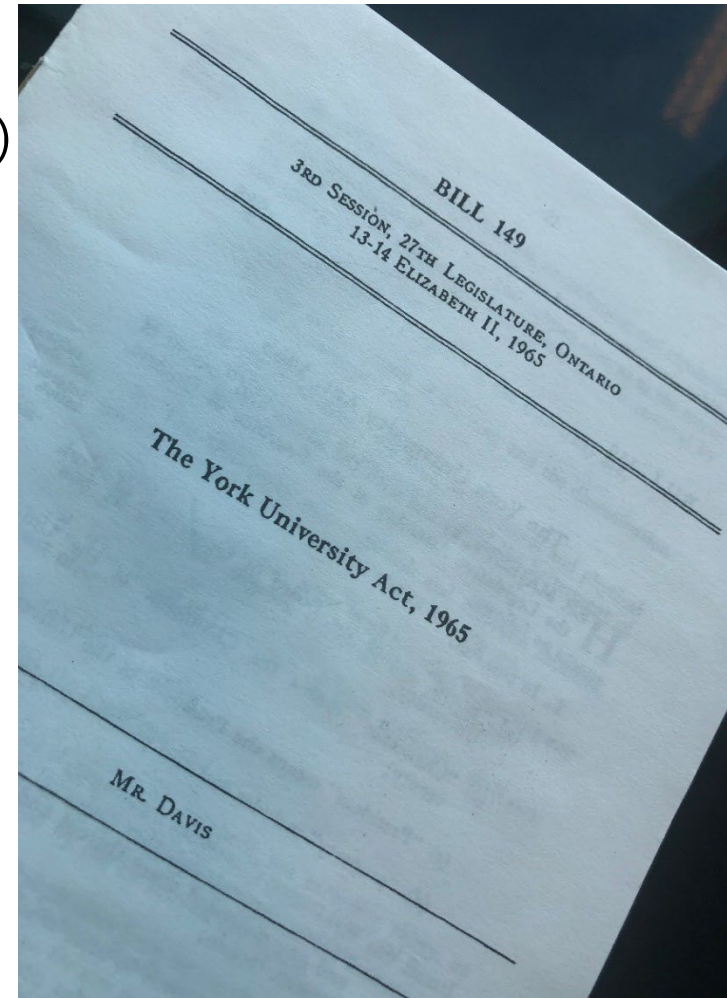 BILL 149
3RD SESSION, 27TH LEGISLATURE, ONTARIO
13-14 ELIZABETH II, 1965
The York University Act, 1965
MR. DAVIS